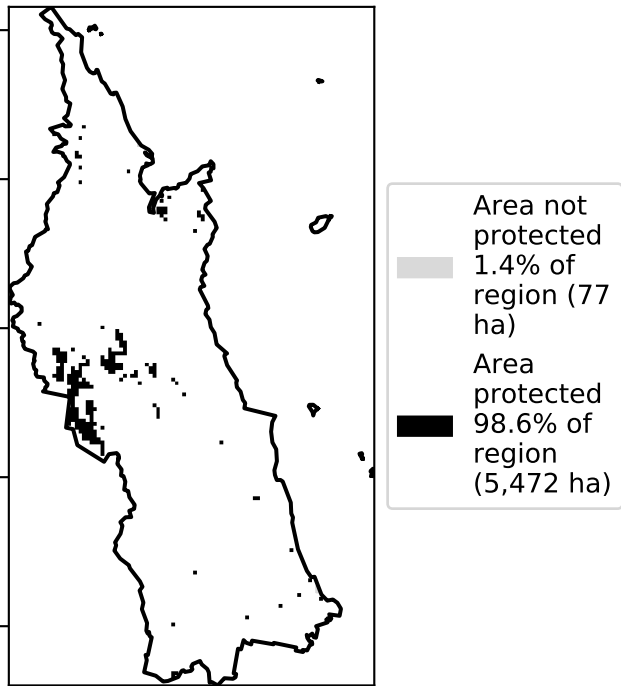 Area not
protected
1.4% of
region (77
ha)
Area
protected
98.6% of
region
(5,472 ha)